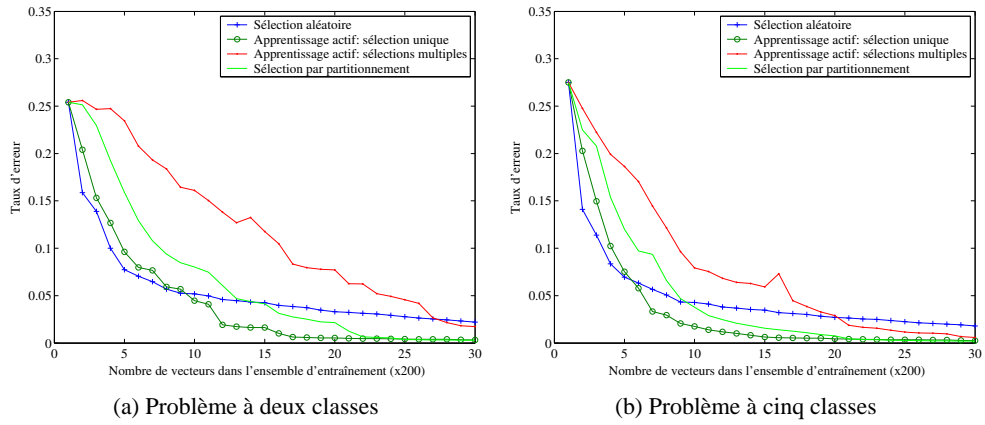 0.35
0.3
0.25
0.2
0.15
0.1
0.05
0
Taux d'erreur
Sélection aléatoire
Apprentissage actif: sélection unique
Apprentissage actif: sélections multiples
Sélection par partitionnement
0 5 10 15 20 25 30
Nombre de vecteurs dans l'ensemble d'entraînement (x200)
(a) Problème à deux classes
0.35
0.3
0.25
0.2
0.15
0.1
0.05
0
Taux d'erreur
Sélection aléatoire
Apprentissage actif: sélection unique
Apprentissage actif: sélections multiples
Sélection par partitionnement
0 5 10 15 20 25 30
Nombre de vecteurs dans l'ensemble d'entraînement (x200)
(b) Problème à cinq classes